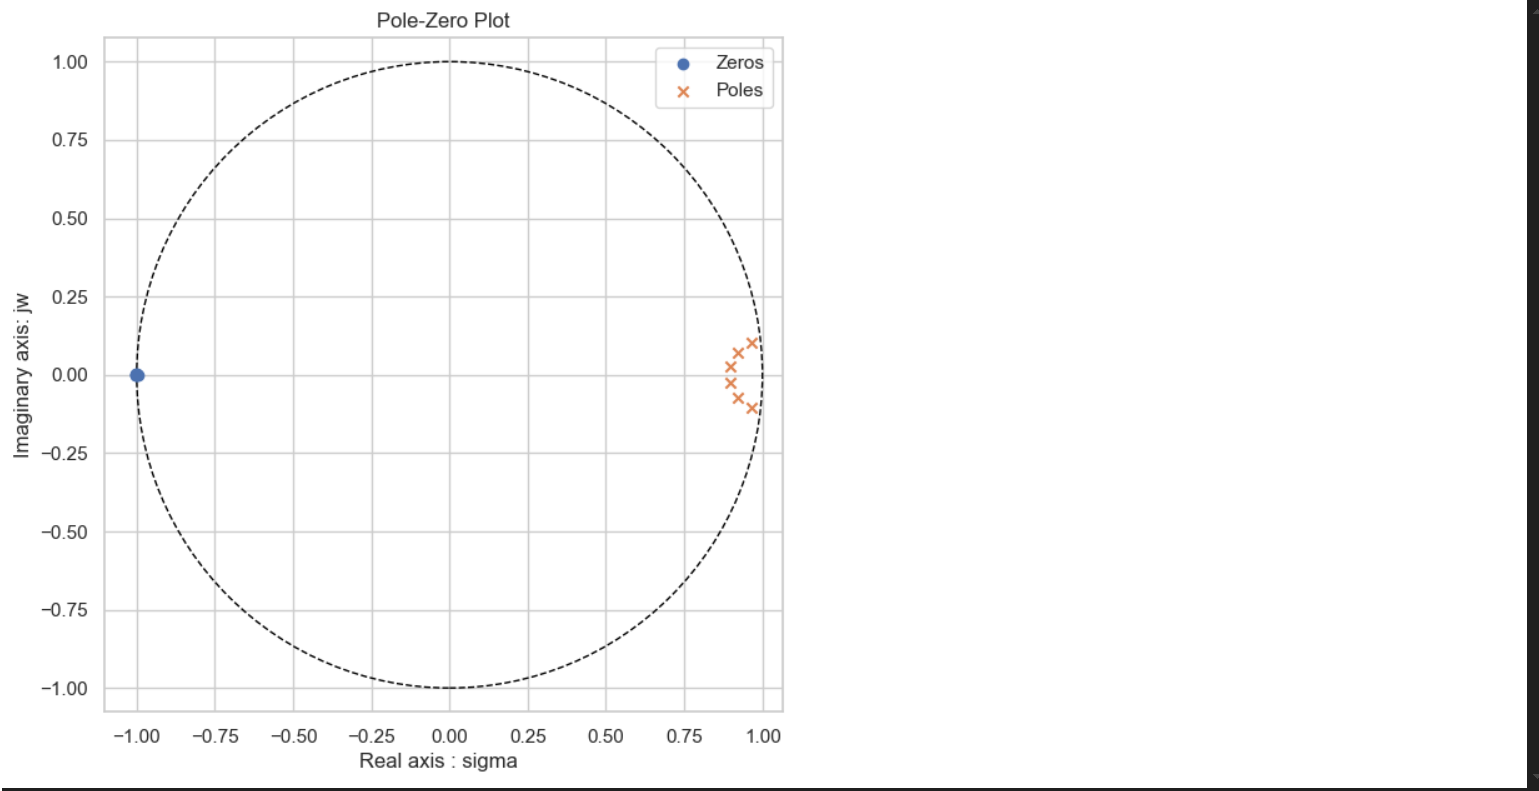 Pole-Zero Plot
Zeros
Poles
1.00
0.75
0.50
0.25
0.00
−0.25
−0.50
−0.75
−1.00
Imaginary axis: jw
−1.00 −0.75 −0.50 −0.25 0.00 0.25 0.50 0.75 1.00
Real axis : sigma